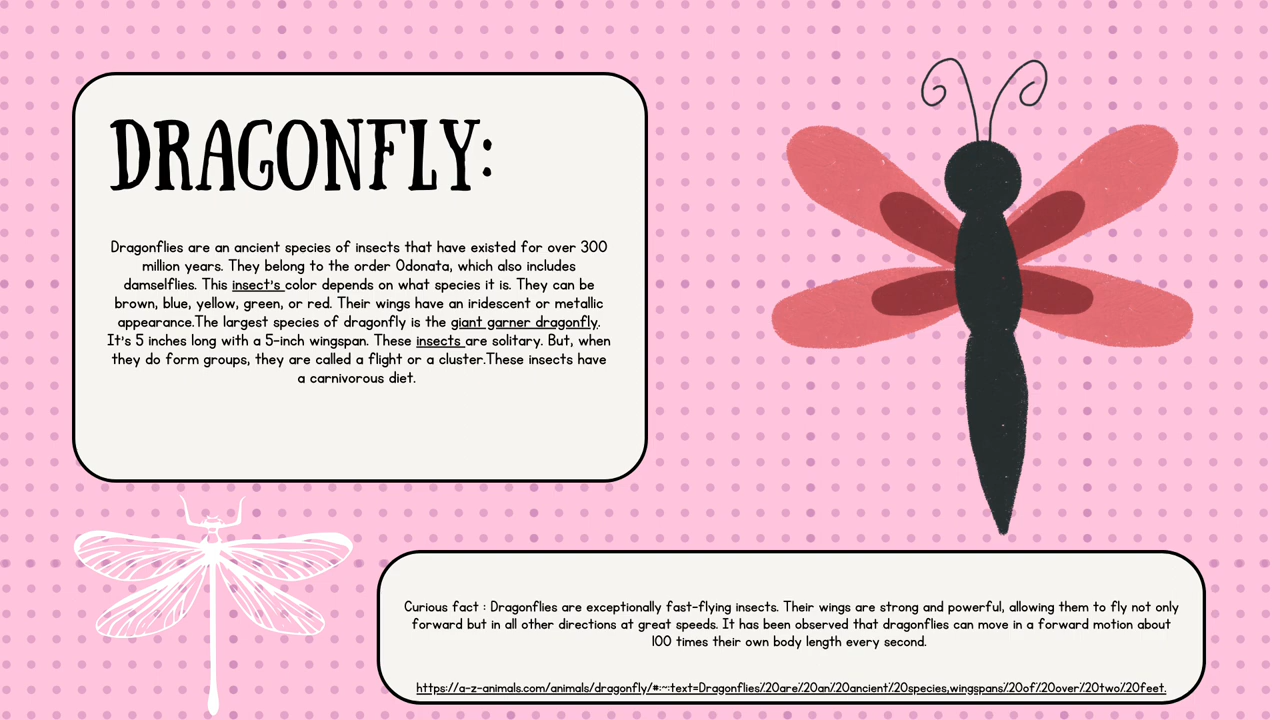 DRAGONFLY:
Dragonflies are an ancient species of insects that have existed for over 300
million years. They belong to the order Odonata, which also includes
damselflies. This insect's color depends on what species it is. They can be
brown, blue, yellow, green, or red. Their wings have an iridescent or metallic
appearance.The largest species of dragonfly is the giant garner dragonfly.
It's 5 inches long with a 5-inch wingspan. These insects are solitary. But, when
they do form groups, they are called a flight or a cluster.These insects have
a carnivorous diet.
Curious fact : Dragonflies are exceptionally fast-flying insects. Their wings are strong and powerful, allowing them to fly not only
forward but in all other directions at great speeds. It has been observed that dragonflies can move in a forward motion about
100 times their own body length every second.
https://a-z-animals.com/animals/dragonfly/#:~:text=Dragonflies%20are%20an%20ancient%20species,wingspans%20of%20over%20two%20feet.